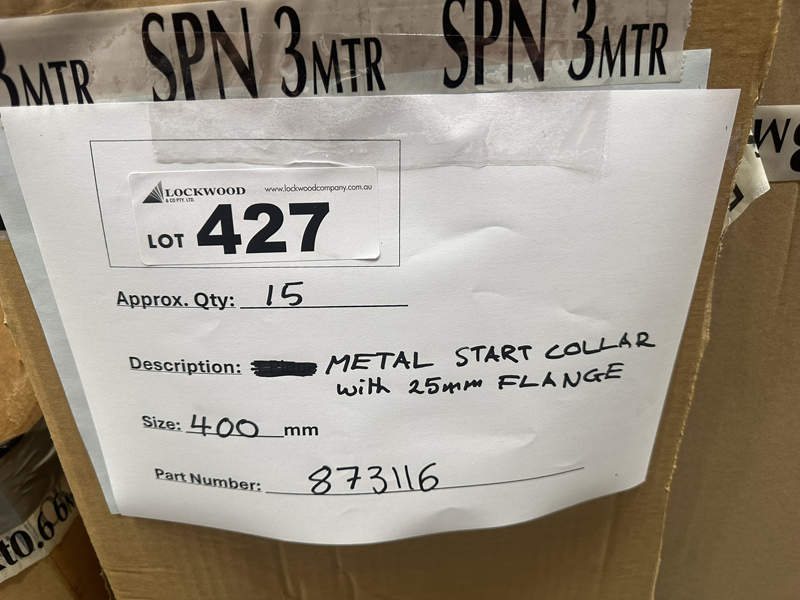 3MTR SPN 3MTR SPN 3MTR
LOCKWOOD www.lockwoodcompany.com.au
& CO PTY. LTD.
LOT 427
Approx. Qty: 15
Description: METAL START COLLAR
with 25mm FLANGE
Size: 400 mm
Part Number: 873116